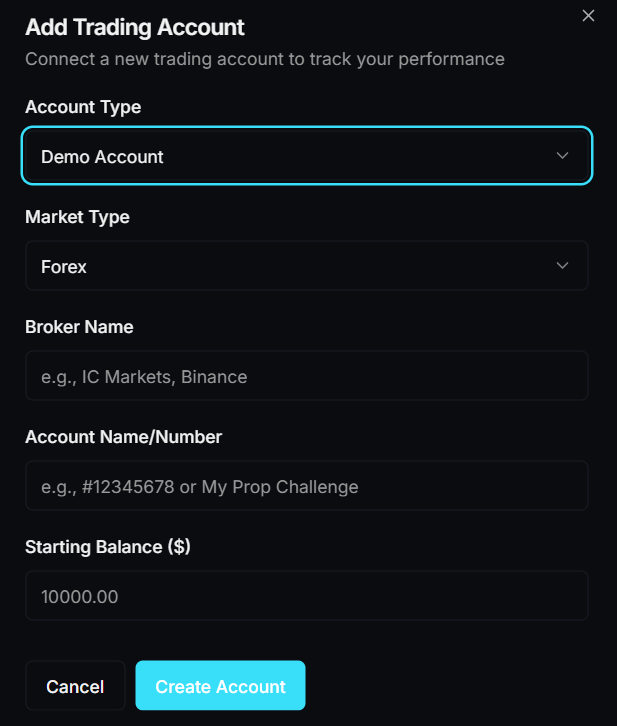 Add Trading Account
Connect a new trading account to track your performance
Account Type
Demo Account
Market Type
Forex
Broker Name
e.g., IC Markets, Binance
Account Name/Number
e.g., #12345678 or My Prop Challenge
Starting Balance ($)
10000.00
Cancel
Create Account